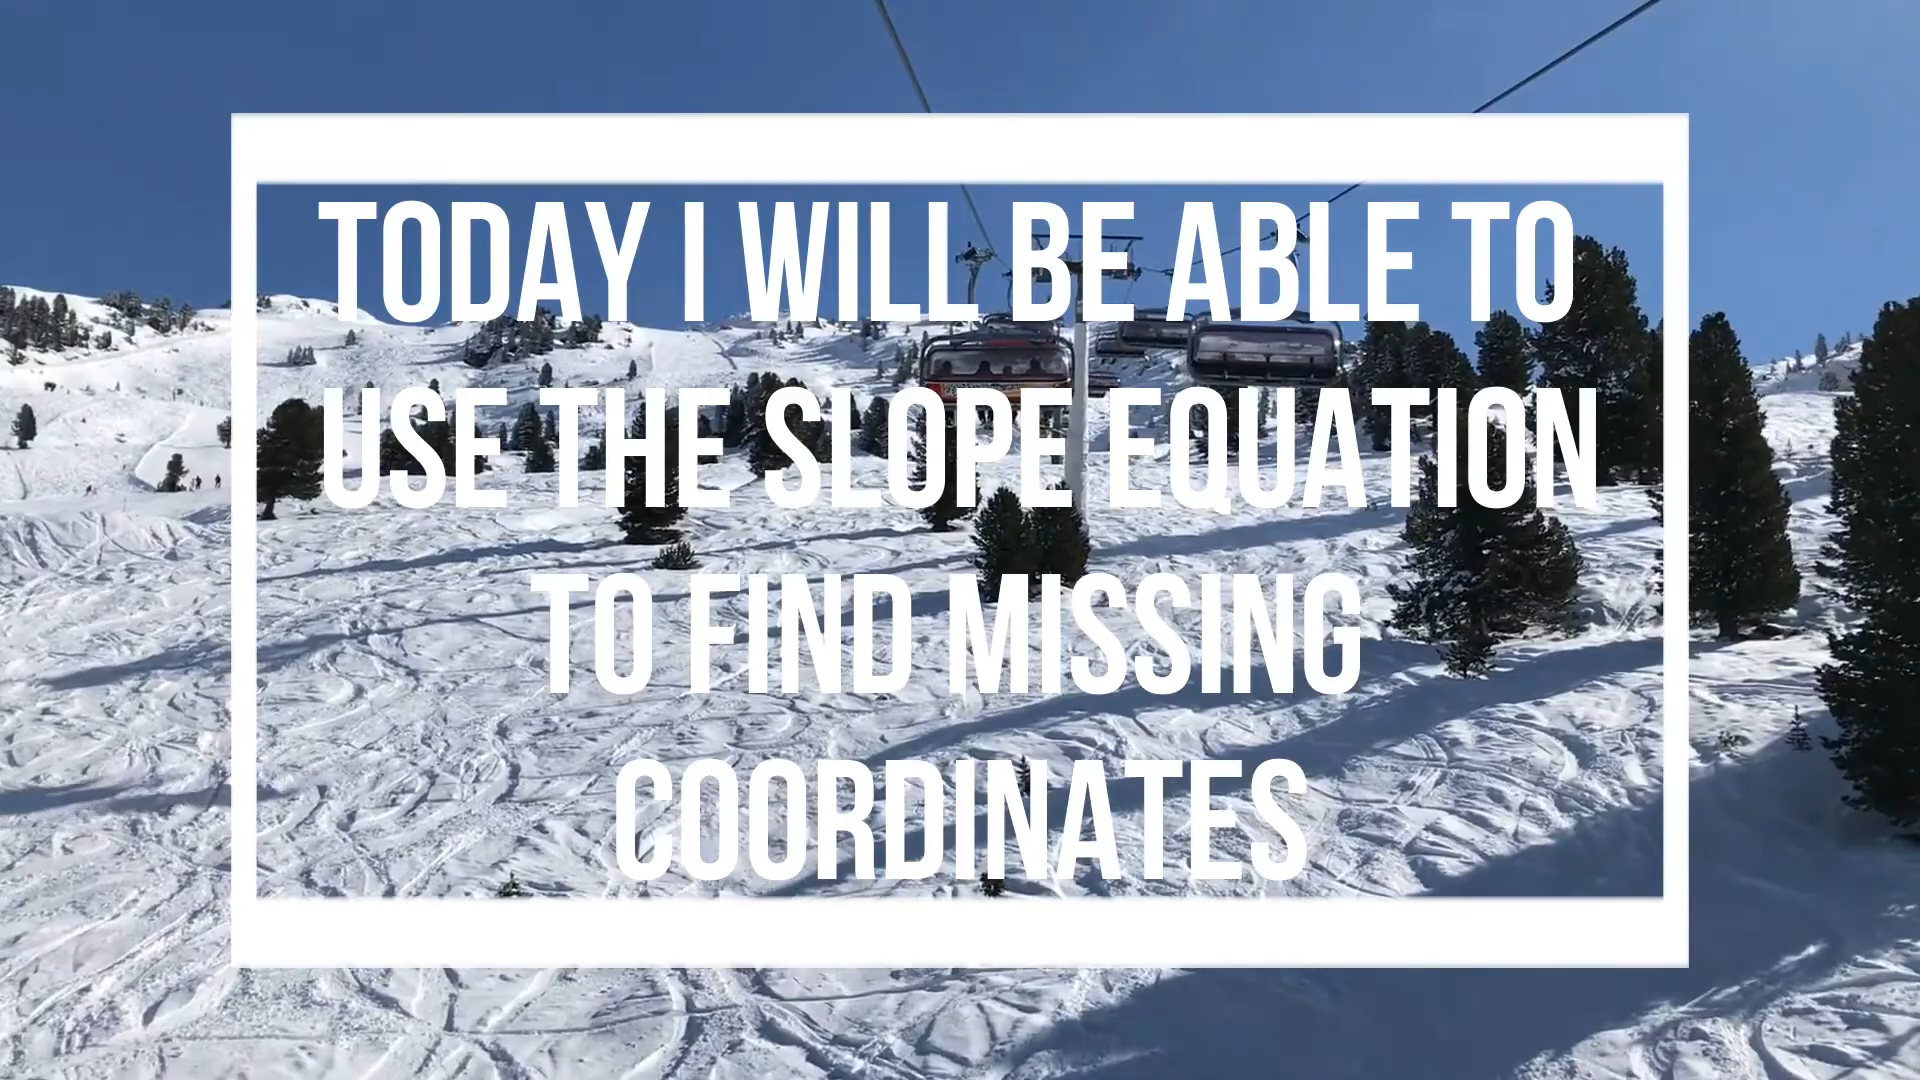 TODAY I WILL BE ABLE TO
USE THE SLOPE EQUATION
TO FIND MISSING
COORDINATES